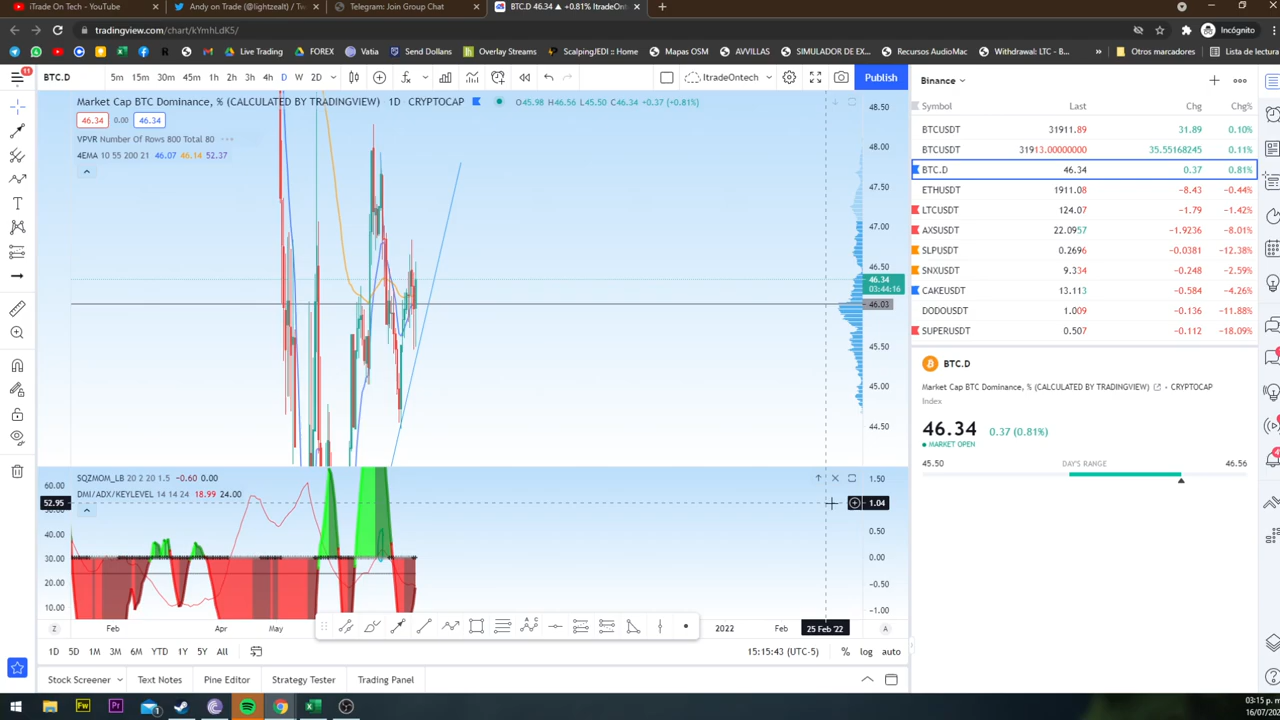 iTrade On Tech - YouTube
Andy on Trade (@lightzealt) / Tw
Telegram: Join Group Chat
BTC.D 46.34 ▲ +0.81% ItradeOnt
tradingview.com/chart/kYmhLdK5/
Incógnito
Live Trading FOREX Vatia Send Dollans Overlay Streams ScalpingJEDI :: Home Mapas OSM AVVILLAS SIMULADOR DE EX... Recursos AudioMac Withdrawal: LTC - B... » Otros marcadores Lista de lectura
11
BTC.D 5m 15m 30m 45m 1h 2h 3h 4h D W 2D ItradeOntech Publish
Market Cap BTC Dominance, % (CALCULATED BY TRADINGVIEW) 1D CRYPTOCAP O45.98 H46.56 L45.50 C46.34 +0.37 (+0.81%)
46.34 0.00 46.34
VPVR Number Of Rows 800 Total 80
4EMA 10 55 200 21 46.07 46.14 52.37
48.50
48.00
47.50
47.00
46.50
46.34
03:44:16
46.03
45.50
45.00
44.50
SQZMOM_LB 20 2 20 1.5 −0.60 0.00
DMI/ADX/KEYLEVEL 14 14 24 18.99 24.00
60.00
52.95
40.00
30.00
20.00
10.00
1.50
1.04
0.50
0.00
−0.50
−1.00
Z Feb Apr May 2022 Feb 25 Feb '22 A
1D 5D 1M 3M 6M YTD 1Y 5Y All 15:15:43 (UTC-5) % log auto
Stock Screener Text Notes Pine Editor Strategy Tester Trading Panel
Binance
Symbol Last Chg Chg%
BTCUSDT 31911.89 31.89 0.10%
BTCUSDT 31913.00000000 35.55168245 0.11%
BTC.D 46.34 0.37 0.81%
ETHUSDT 1911.08 −8.43 −0.44%
LTCUSDT 124.07 −1.79 −1.42%
AXSUSDT 22.0957 −1.9236 −8.01%
SLPUSDT 0.2696 −0.0381 −12.38%
SNXUSDT 9.334 −0.248 −2.59%
CAKEUSDT 13.113 −0.584 −4.26%
DODOUSDT 1.009 −0.136 −11.88%
SUPERUSDT 0.507 −0.112 −18.09%
BTC.D
Market Cap BTC Dominance, % (CALCULATED BY TRADINGVIEW) • CRYPTOCAP
Index
46.34 0.37 (0.81%)
MARKET OPEN
45.50 DAY'S RANGE 46.56
03:15 p.m.
16/07/202